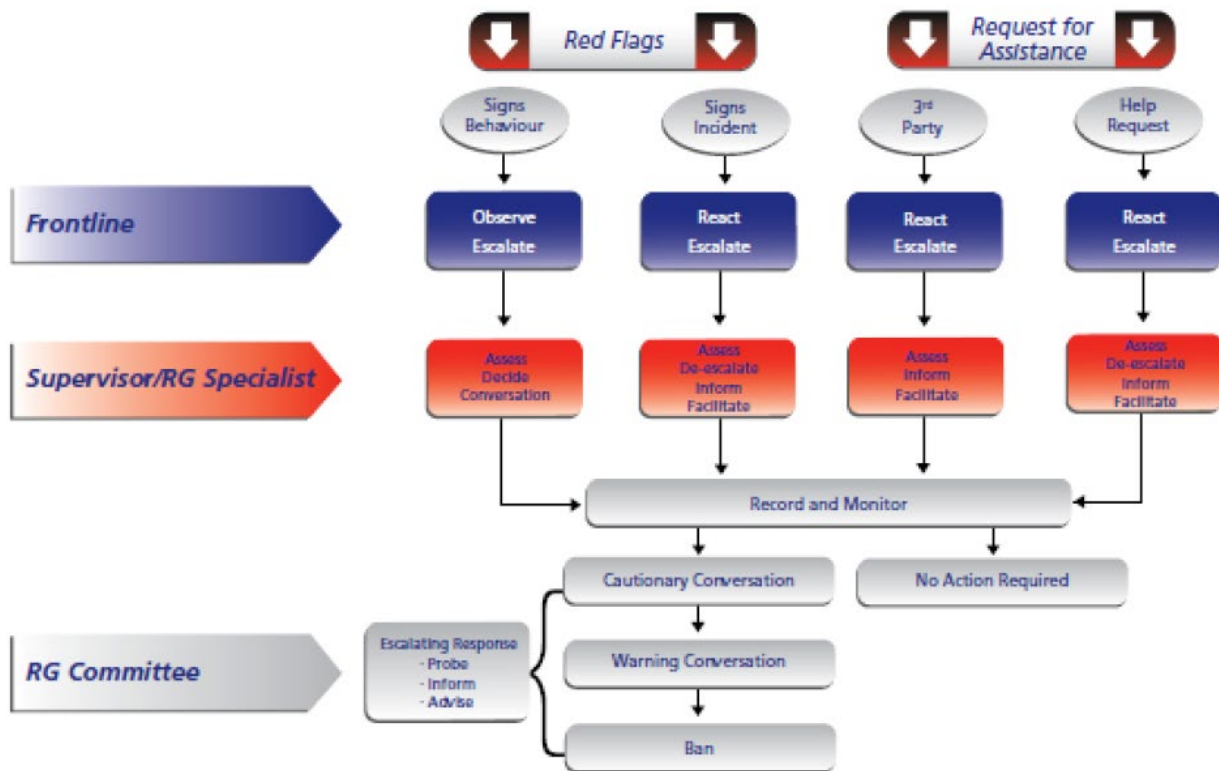 Red Flags
Request for
Assistance
Signs
Behaviour
Signs
Incident
3rd
Party
Help
Request
Frontline
Observe
Escalate
React
Escalate
React
Escalate
React
Escalate
Supervisor/RG Specialist
Assess
Decide
Conversation
Assess
De-escalate
Inform
Facilitate
Assess
Inform
Facilitate
Assess
De-escalate
Inform
Facilitate
Record and Monitor
Cautionary Conversation
No Action Required
RG Committee
Escalating Response
- Probe
- Inform
- Advise
Warning Conversation
Ban